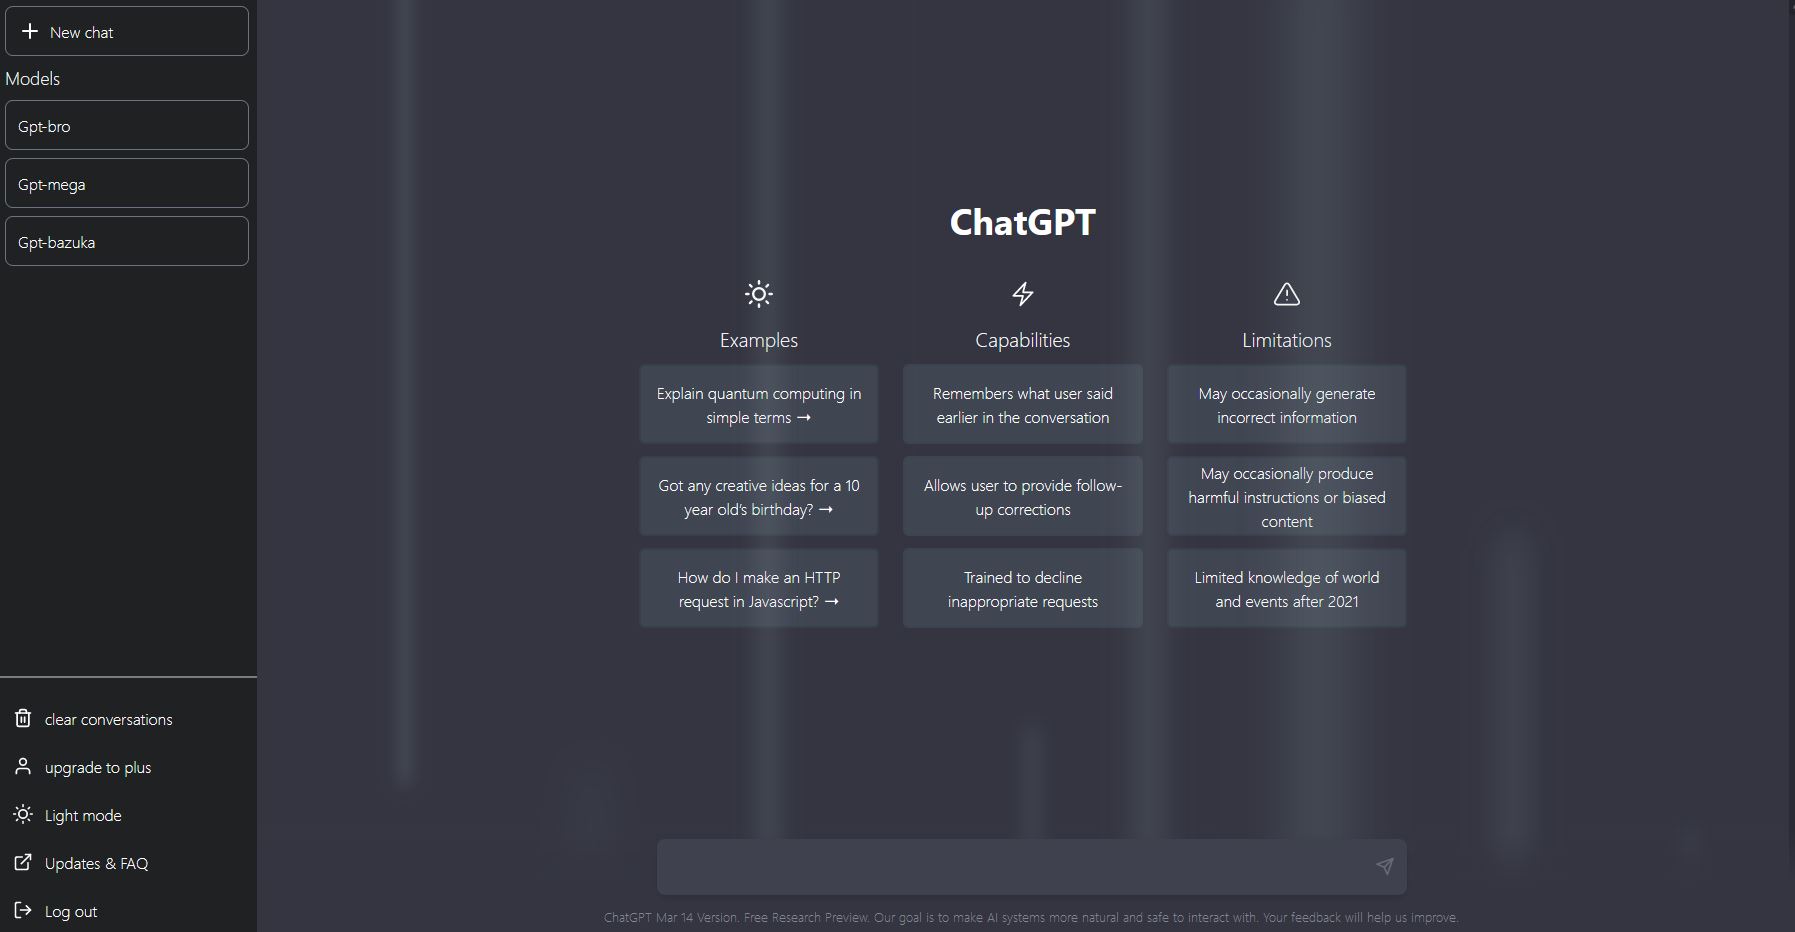 New chat
Models
Gpt-bro
Gpt-mega
Gpt-bazuka
clear conversations
upgrade to plus
Light mode
Updates & FAQ
Log out
ChatGPT
Examples
Explain quantum computing in
simple terms →
Got any creative ideas for a 10
year old's birthday? →
How do I make an HTTP
request in Javascript? →
Capabilities
Remembers what user said
earlier in the conversation
Allows user to provide follow-
up corrections
Trained to decline
inappropriate requests
Limitations
May occasionally generate
incorrect information
May occasionally produce
harmful instructions or biased
content
Limited knowledge of world
and events after 2021
ChatGPT Mar 14 Version. Free Research Preview. Our goal is to make AI systems more natural and safe to interact with. Your feedback will help us improve.